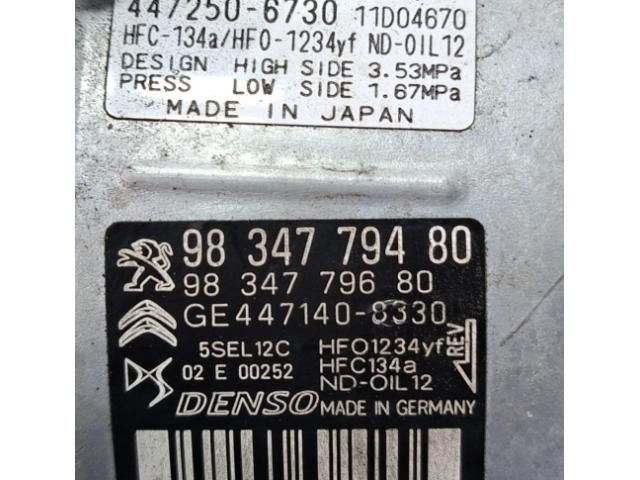 447250-6730 11D04670
HFC-134a/HFO-1234yf ND-OIL12
DESIGN HIGH SIDE 3.53MPa
PRESS LOW SIDE 1.67MPa
MADE IN JAPAN
98 347 794 80
98 347 796 80
GE447140-8330
5SEL12C HFO1234yf
02 E 00252 HFC134a
ND-OIL12
REV
DENSO MADE IN GERMANY